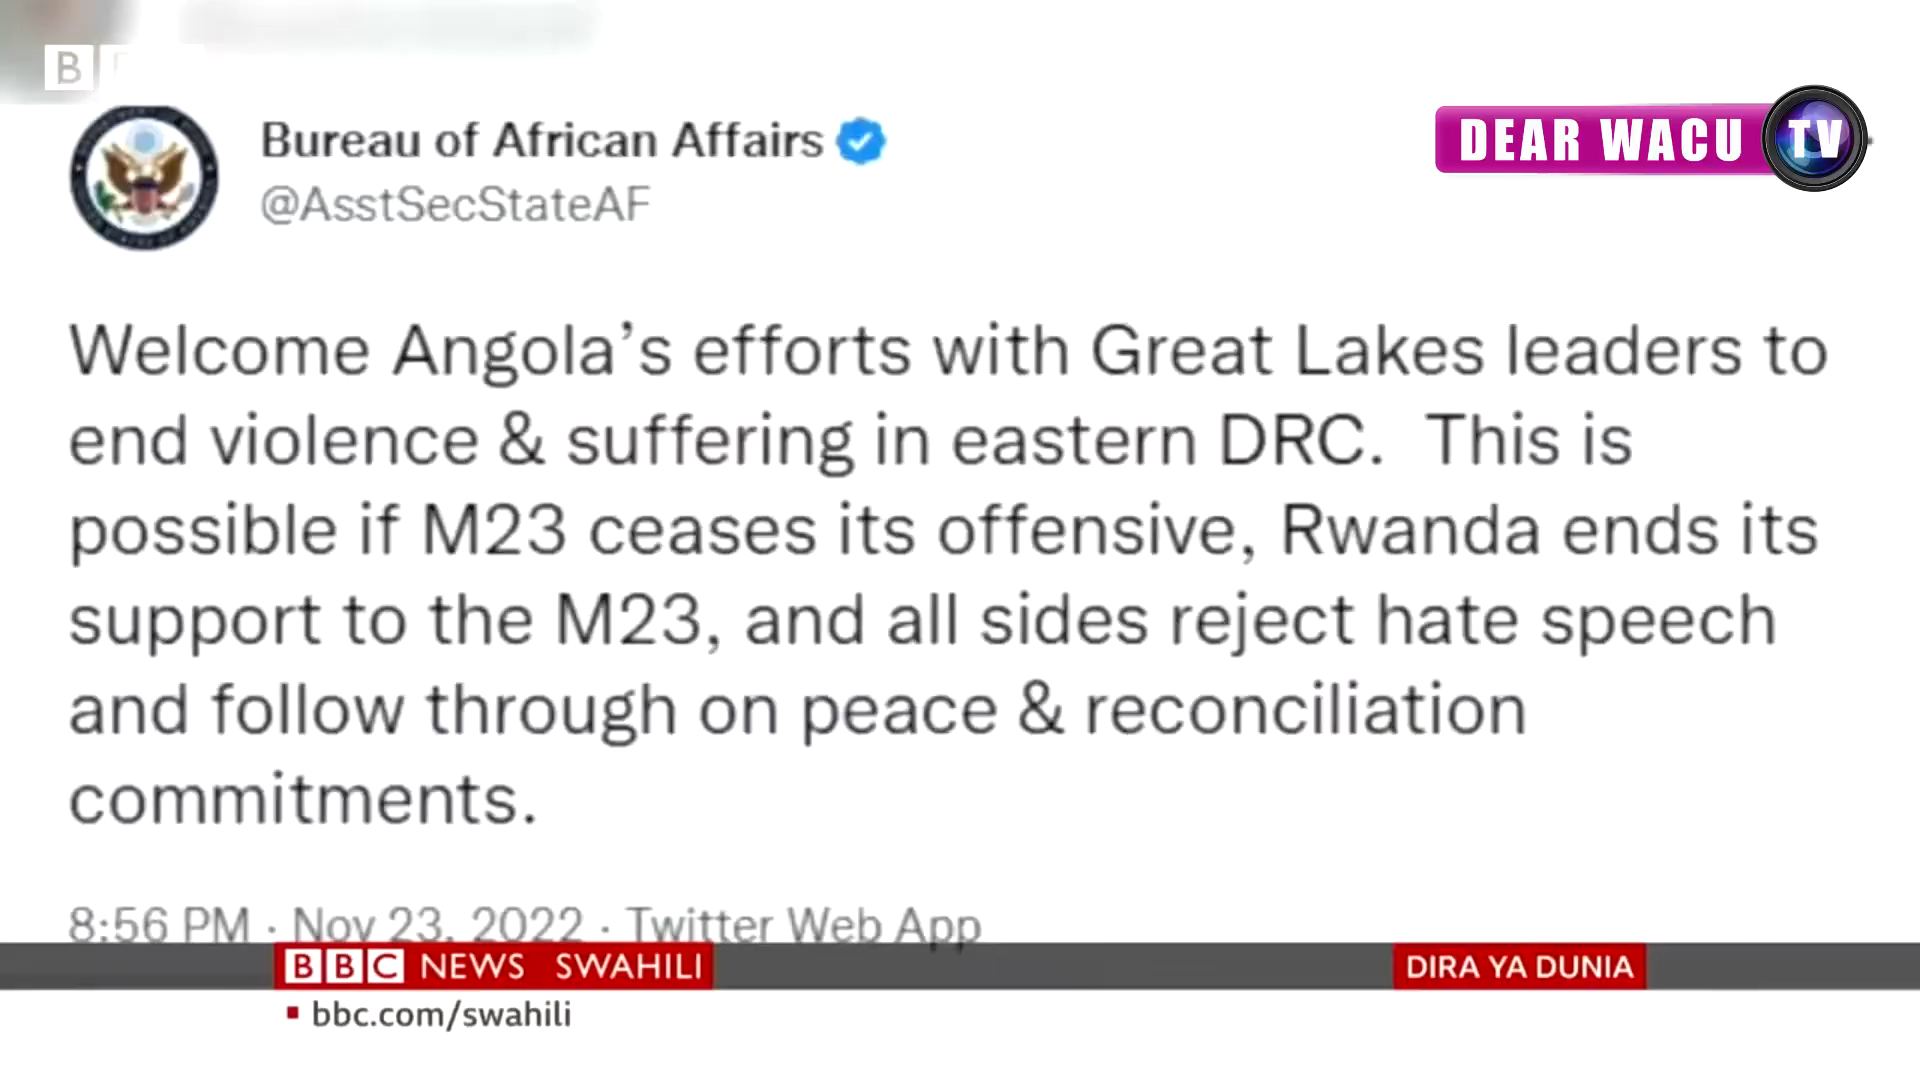 B
DEAR WACU TV
Bureau of African Affairs
@AsstSecStateAF
Welcome Angola’s efforts with Great Lakes leaders to
end violence & suffering in eastern DRC.  This is
possible if M23 ceases its offensive, Rwanda ends its
support to the M23, and all sides reject hate speech
and follow through on peace & reconciliation
commitments.
8:56 PM · Nov 23, 2022 · Twitter Web App
BBC NEWS SWAHILI
DIRA YA DUNIA
bbc.com/swahili